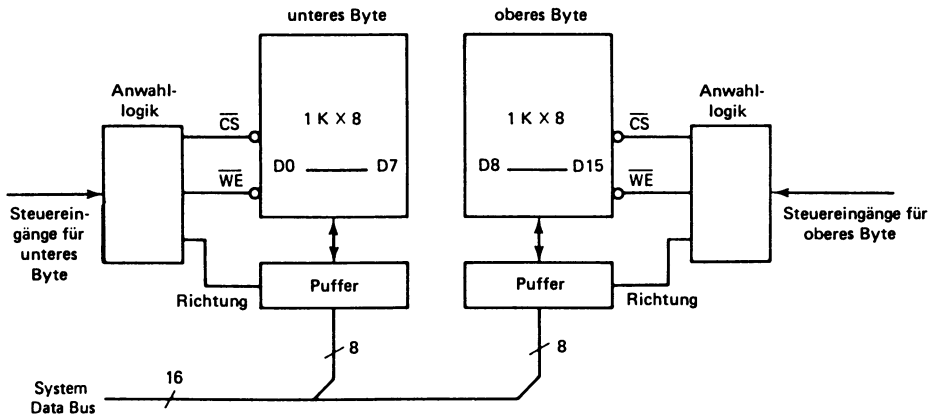 unteres Byte
oberes Byte
Anwahl-
logik
Anwahl-
logik
1 K X 8
1 K X 8
CS
CS
D0 D7
D8 D15
WE
WE
Steuerein-
gänge für
unteres
Byte
Steuereingänge für
oberes Byte
Puffer
Puffer
Richtung
Richtung
8
8
16
System
Data Bus